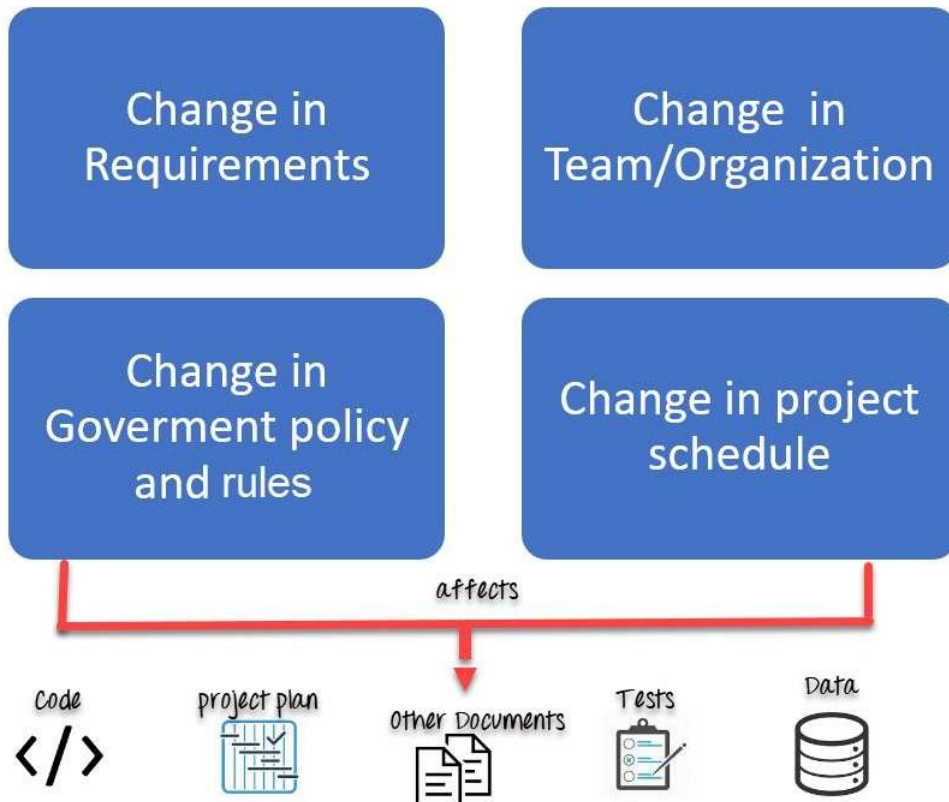 Change in
Requirements
Change in
Team/Organization
Change in
Goverment policy
and rules
Change in project
schedule
affects
Code
project plan
Other Documents
Tests
Data